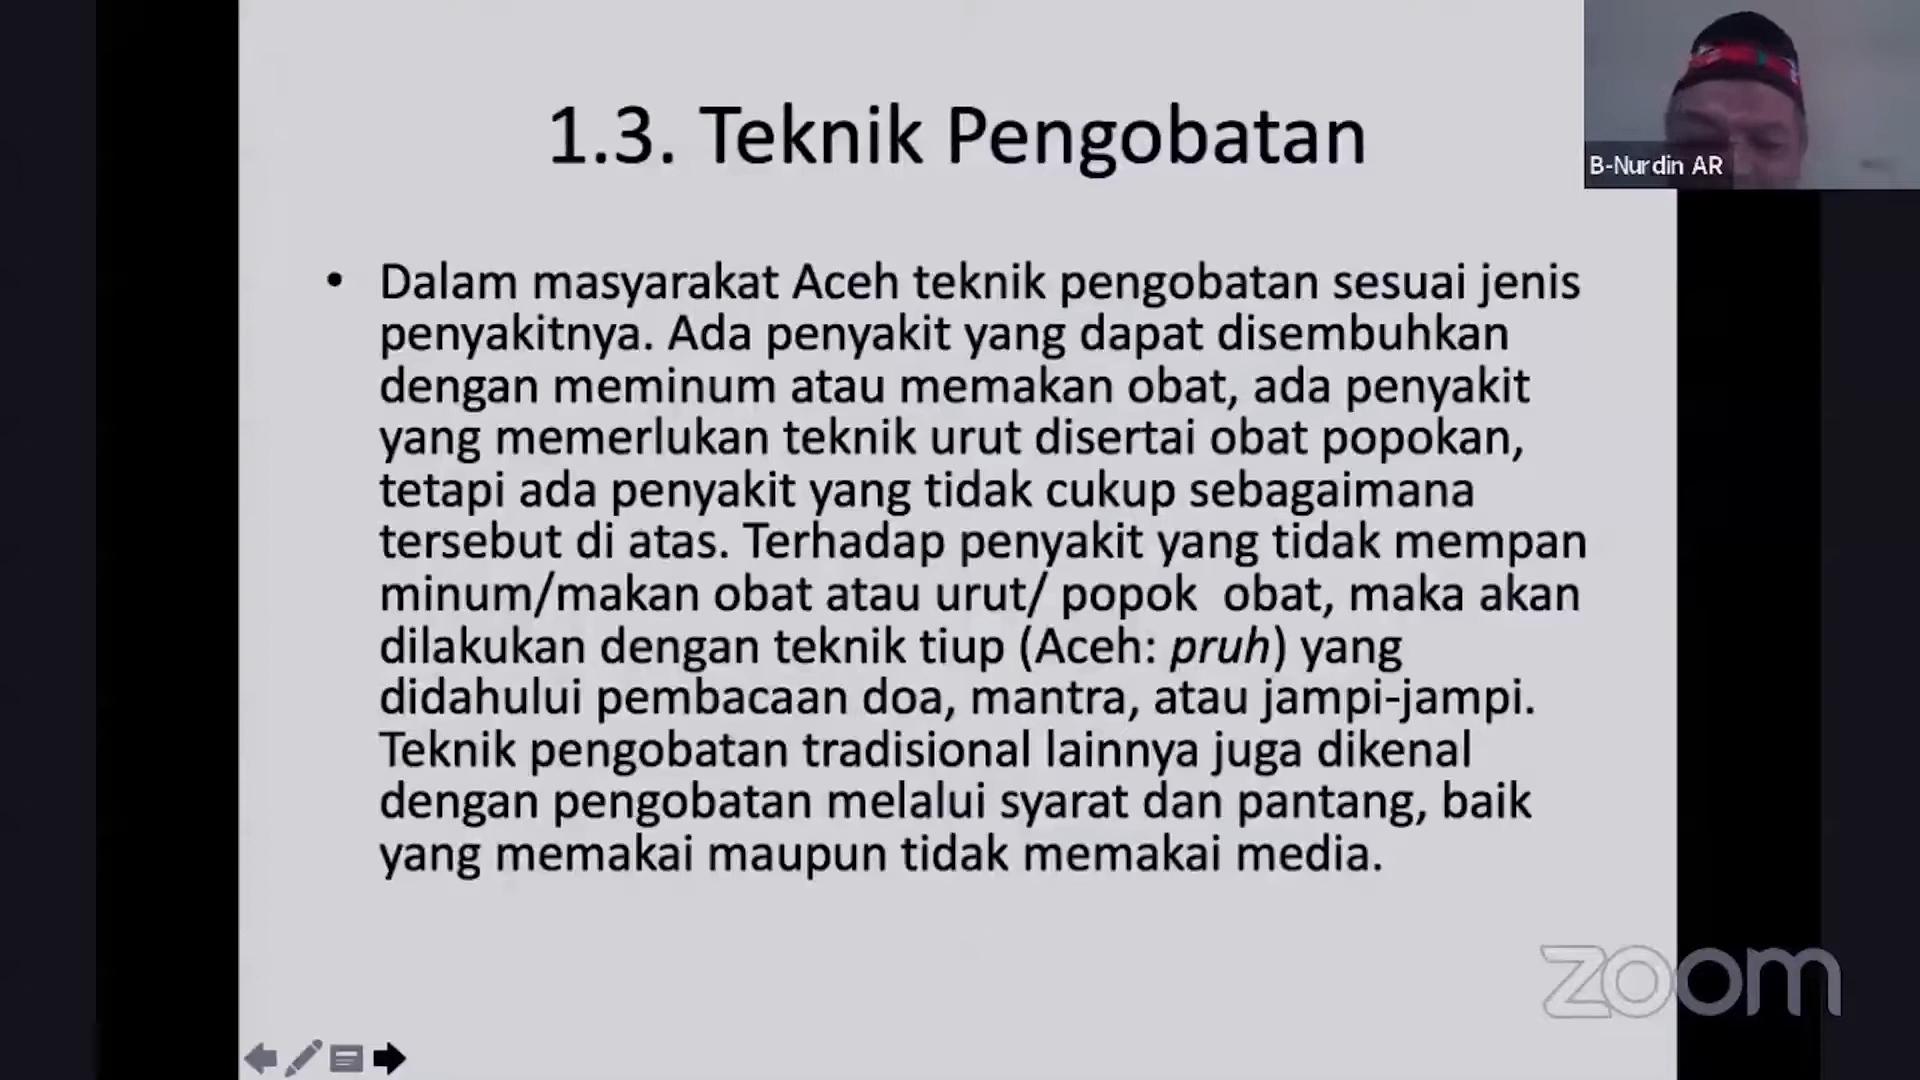 1.3. Teknik Pengobatan
B-Nurdin AR
• Dalam masyarakat Aceh teknik pengobatan sesuai jenis
penyakitnya. Ada penyakit yang dapat disembuhkan
dengan meminum atau memakan obat, ada penyakit
yang memerlukan teknik urut disertai obat popokan,
tetapi ada penyakit yang tidak cukup sebagaimana
tersebut di atas. Terhadap penyakit yang tidak mempan
minum/makan obat atau urut/ popok obat, maka akan
dilakukan dengan teknik tiup (Aceh: pruh) yang
didahului pembacaan doa, mantra, atau jampi-jampi.
Teknik pengobatan tradisional lainnya juga dikenal
dengan pengobatan melalui syarat dan pantang, baik
yang memakai maupun tidak memakai media.
zoom